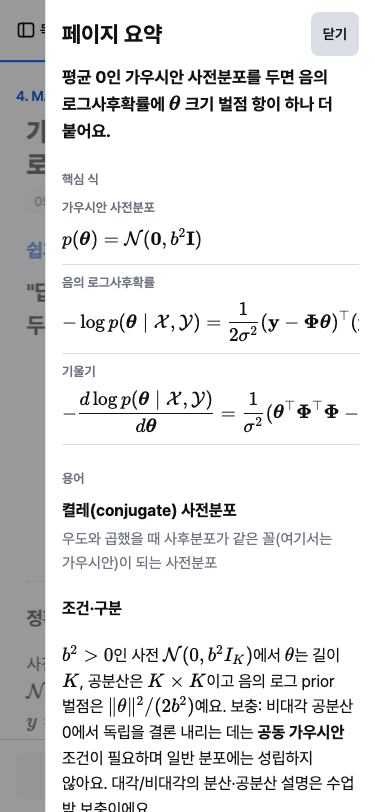 페이지 요약
닫기
평균 0인 가우시안 사전분포를 두면 음의
로그사후확률에 θ 크기 벌점 항이 하나 더
붙어요.
핵심 식
가우시안 사전분포
p(θ) = 𝒩(0, b²I)
음의 로그사후확률
−log p(θ | 𝒳, 𝒴) = 1/(2σ²) (y − Φθ)^⊤(
기울기
−d log p(θ | 𝒳, 𝒴)/dθ = 1/σ² (θ^⊤Φ^⊤Φ −
용어
켤레(conjugate) 사전분포
우도와 곱했을 때 사후분포가 같은 꼴(여기서는
가우시안)이 되는 사전분포
조건·구분
b² > 0인 사전 𝒩(0, b²I_K)에서 θ는 길이
K, 공분산은 K × K이고 음의 로그 prior
벌점은 ‖θ‖²/(2b²)예요. 보충: 비대각 공분산
0에서 독립을 결론 내리는 데는 공동 가우시안
조건이 필요하며 일반 분포에는 성립하지
않아요. 대각/비대각의 분산·공분산 설명은 수업
밖 보충이에요
4. M